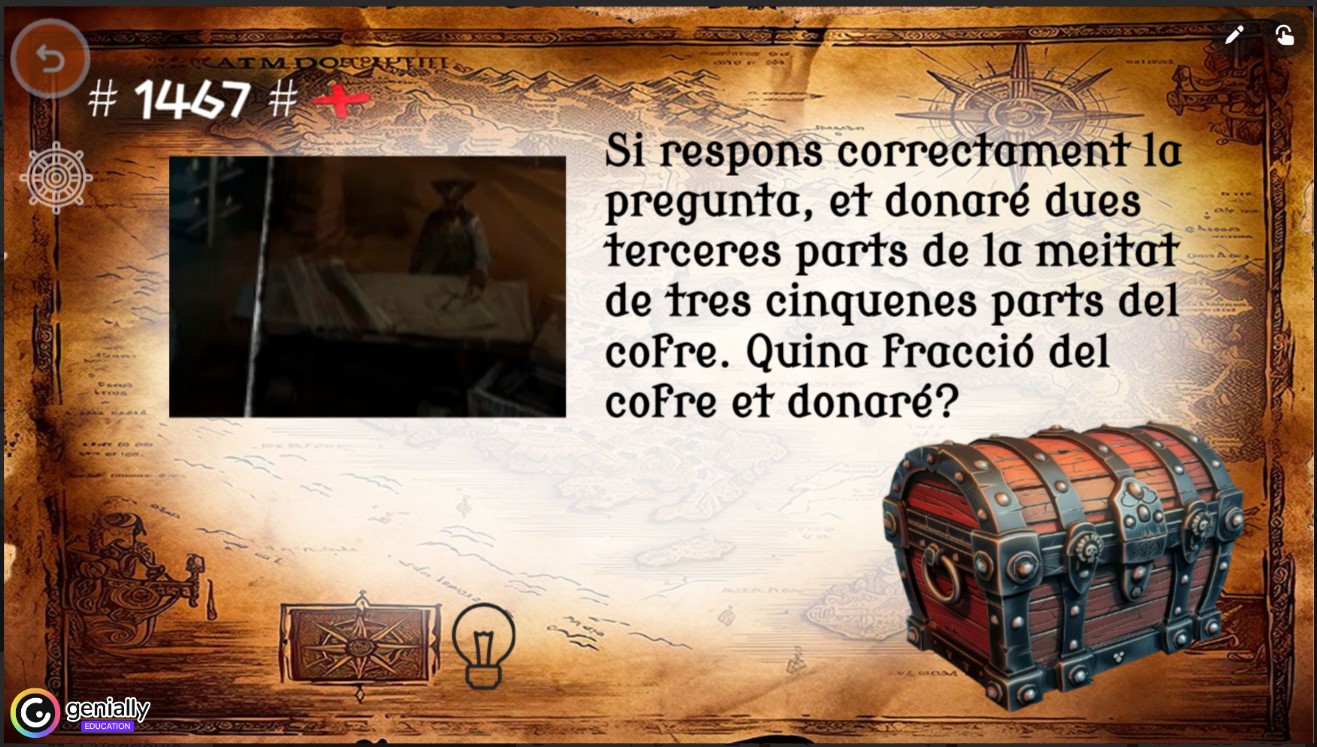 # 1467 #
Si respons correctament la
pregunta, et donaré dues
terceres parts de la meitat
de tres cinquenes parts del
cofre. Quina fracció del
cofre et donaré?
genially
EDUCATION